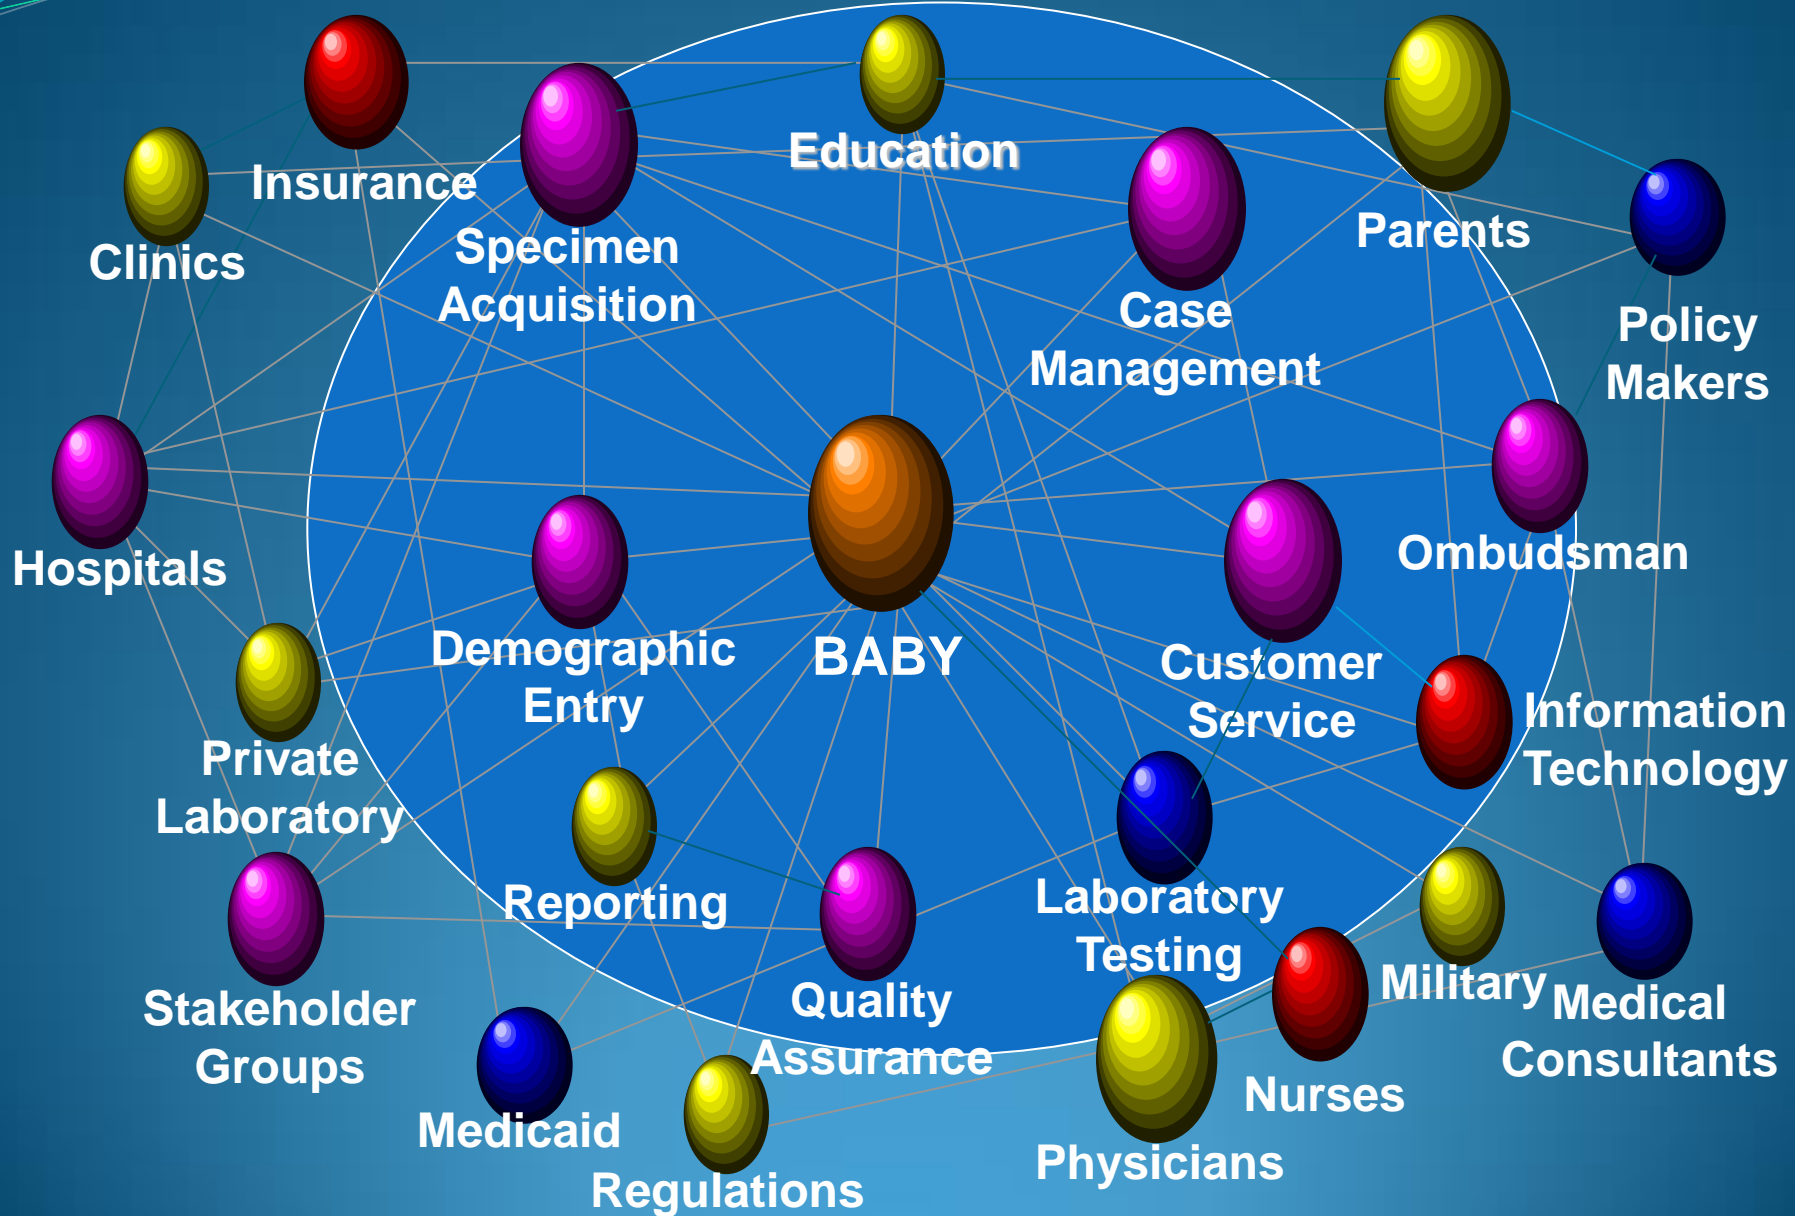 Education
Insurance
Parents
Clinics
Specimen
Acquisition
Case
Management
Policy
Makers
Hospitals
Ombudsman
Demographic
Entry
BABY
Customer
Service
Information
Technology
Private
Laboratory
Reporting
Laboratory
Testing
Quality
Assurance
Military
Medical
Consultants
Stakeholder
Groups
Nurses
Medicaid
Physicians
Regulations